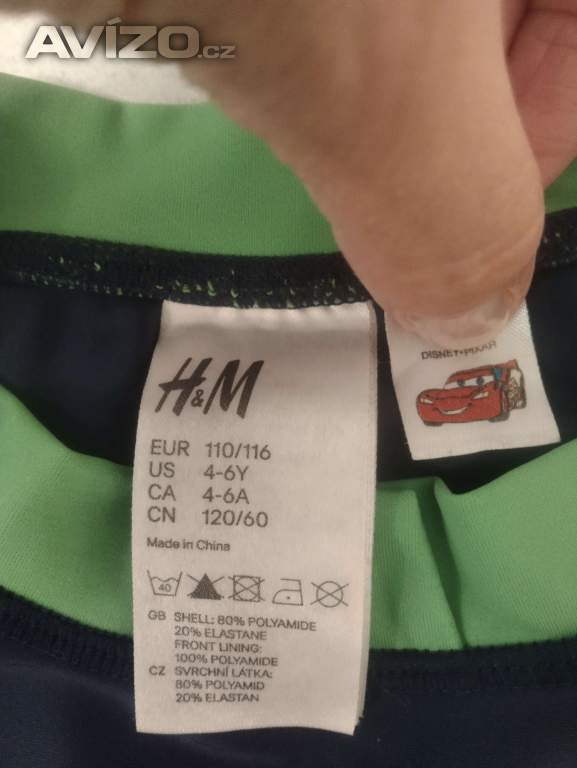 AVÍZO.cz
DISNEY•PIXAR
H&M
EUR 110/116
US 4-6Y
CA 4-6A
CN 120/60
Made in China
40
GB SHELL: 80% POLYAMIDE
20% ELASTANE
FRONT LINING:
100% POLYAMIDE
CZ SVRCHNÍ LÁTKA:
80% POLYAMID
20% ELASTAN